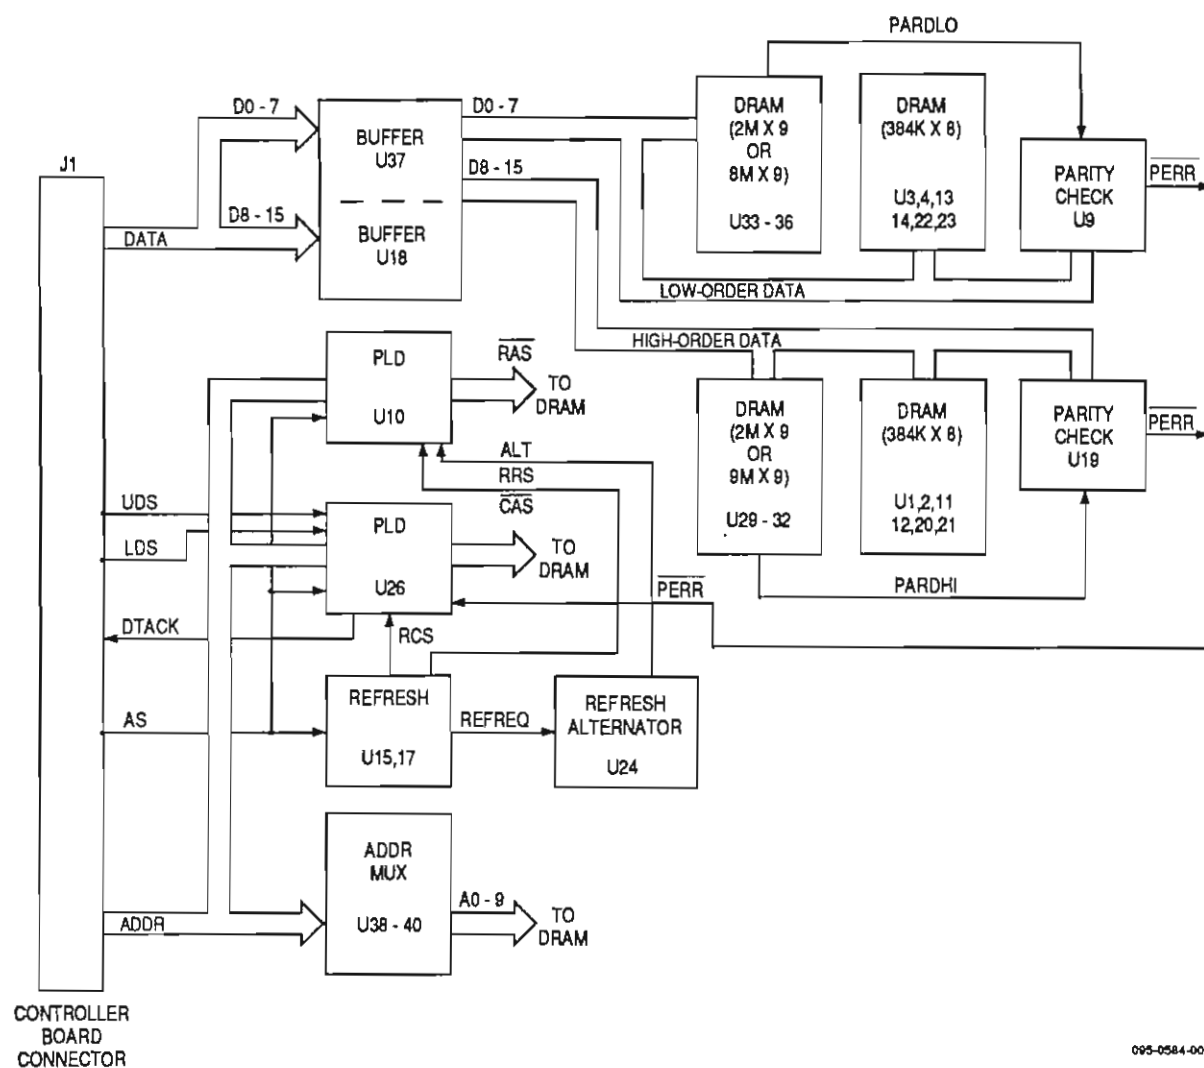 PARDLO
D0 - 7
D0 - 7
BUFFER
U37
D8 - 15
BUFFER
U18
D8 - 15
DATA
J1
DRAM
(2M X 9
OR
8M X 9)
U33 - 36
DRAM
(384K X 8)
U3,4,13
14,22,23
PARITY
CHECK
U9
PERR
LOW-ORDER DATA
HIGH-ORDER DATA
PLD
U10
RAS
TO
DRAM
DRAM
(2M X 9
OR
9M X 9)
U29 - 32
DRAM
(384K X 8)
U1,2,11
12,20,21
PARITY
CHECK
U19
PERR
ALT
RRS
UDS
LDS
PLD
U26
CAS
TO
DRAM
PERR
PARDHI
DTACK
RCS
AS
REFRESH
U15,17
REFREQ
REFRESH
ALTERNATOR
U24
ADDR
MUX
U38 - 40
A0 - 9
TO
DRAM
ADDR
CONTROLLER
BOARD
CONNECTOR
095-0584-00